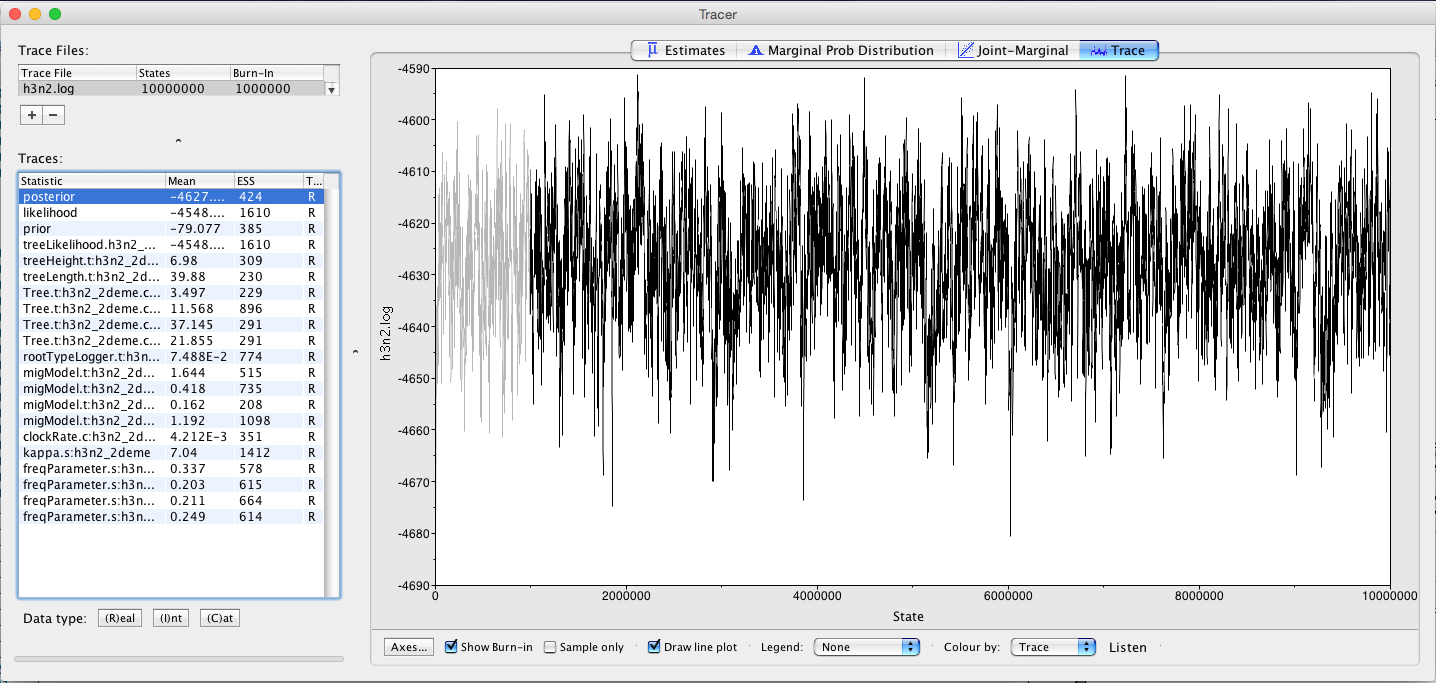 Tracer
Trace Files:
Trace File States Burn-In
h3n2.log 10000000 1000000
+ −
Traces:
Statistic Mean ESS T...
posterior -4627.... 424 R
likelihood -4548.... 1610 R
prior -79.077 385 R
treeLikelihood.h3n2_... -4548.... 1610 R
treeHeight.t:h3n2_2d... 6.98 309 R
treeLength.t:h3n2_2d... 39.88 230 R
Tree.t:h3n2_2deme.c... 3.497 229 R
Tree.t:h3n2_2deme.c... 11.568 896 R
Tree.t:h3n2_2deme.c... 37.145 291 R
Tree.t:h3n2_2deme.c... 21.855 291 R
rootTypeLogger.t:h3n... 7.488E-2 774 R
migModel.t:h3n2_2d... 1.644 515 R
migModel.t:h3n2_2d... 0.418 735 R
migModel.t:h3n2_2d... 0.162 208 R
migModel.t:h3n2_2d... 1.192 1098 R
clockRate.c:h3n2_2d... 4.212E-3 351 R
kappa.s:h3n2_2deme 7.04 1412 R
freqParameter.s:h3n... 0.337 578 R
freqParameter.s:h3n... 0.203 615 R
freqParameter.s:h3n... 0.211 664 R
freqParameter.s:h3n... 0.249 614 R
Data type: (R)eal (I)nt (C)at
Estimates Marginal Prob Distribution Joint-Marginal Trace
-4590
-4600
-4610
-4620
-4630
-4640
-4650
-4660
-4670
-4680
-4690
h3n2.log
0 2000000 4000000 6000000 8000000 10000000
State
Axes... Show Burn-in Sample only Draw line plot Legend: None Colour by: Trace Listen